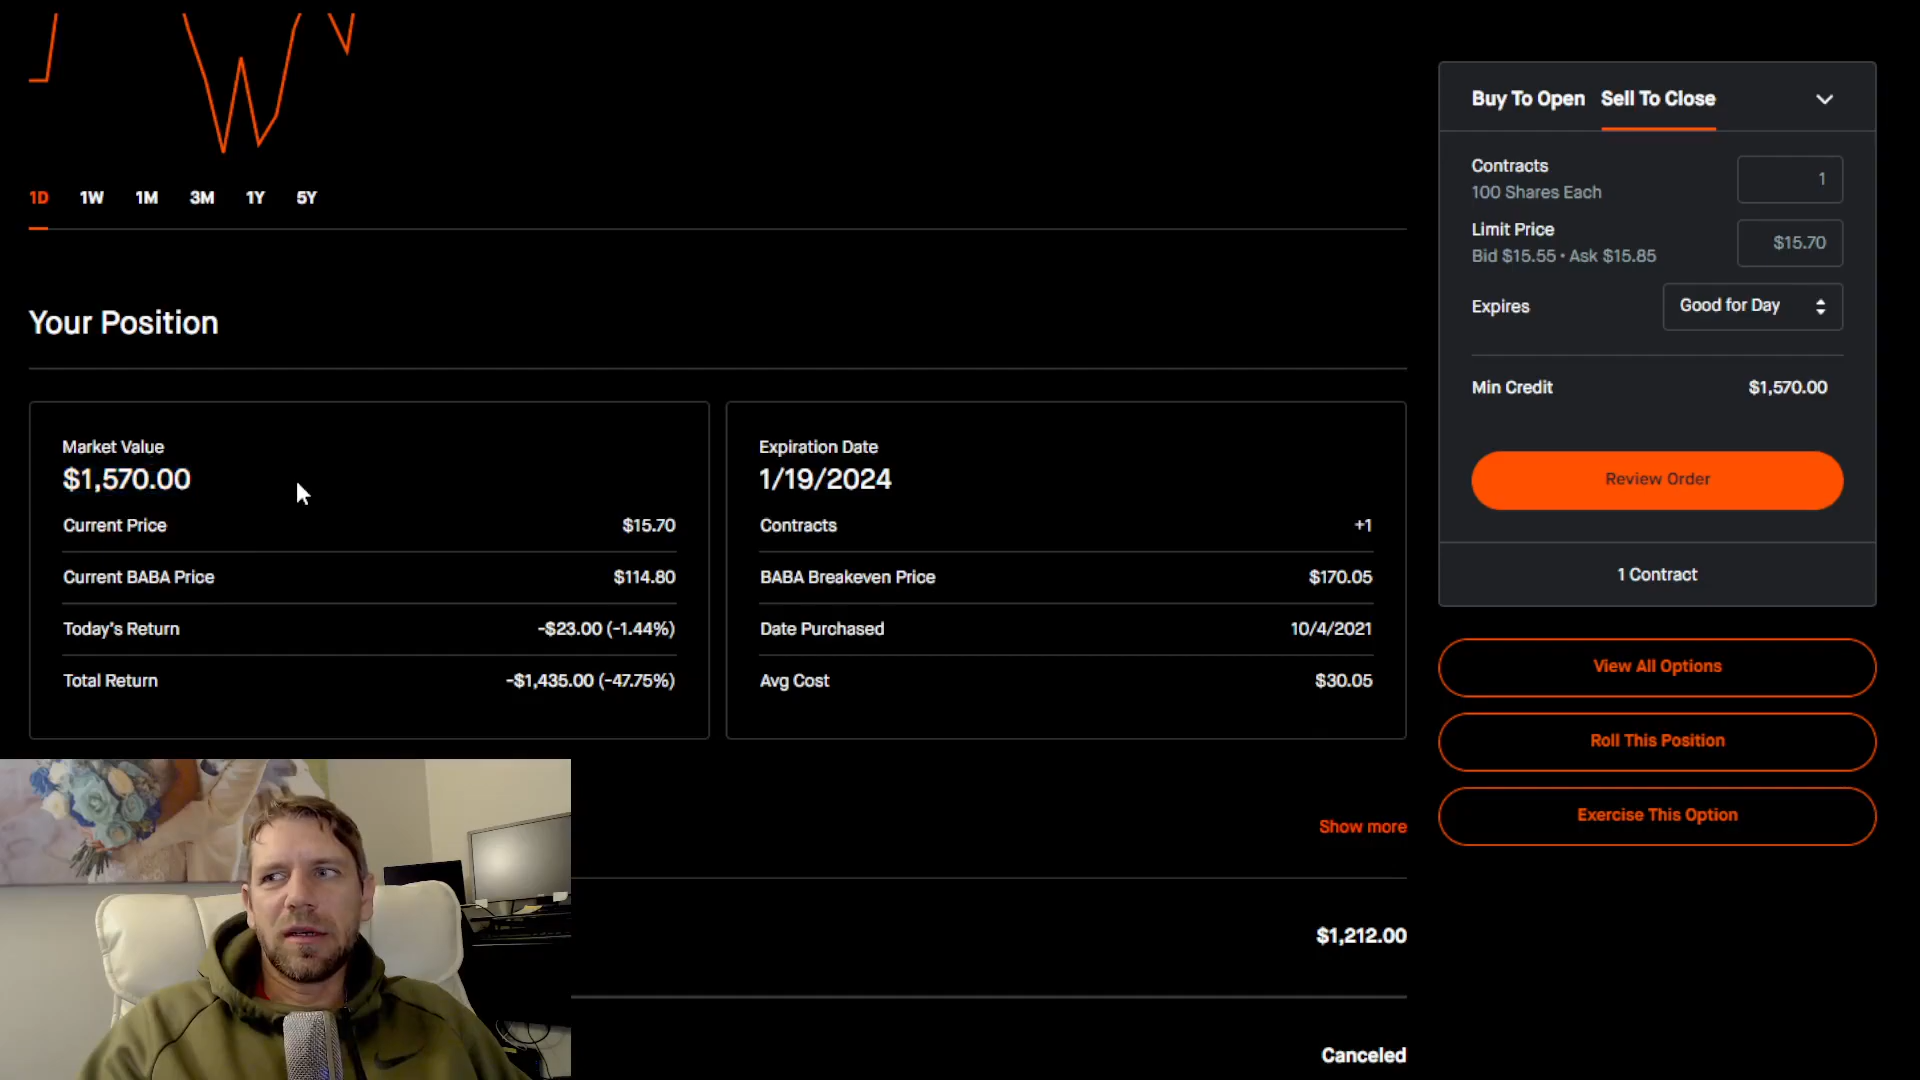 1D 1W 1M 3M 1Y 5Y
Your Position
Market Value
$1,570.00
Current Price $15.70
Current BABA Price $114.80
Today's Return -$23.00 (-1.44%)
Total Return -$1,435.00 (-47.75%)
Expiration Date
1/19/2024
Contracts +1
BABA Breakeven Price $170.05
Date Purchased 10/4/2021
Avg Cost $30.05
Show more
$1,212.00
Canceled
Buy To Open Sell To Close
Contracts 1
100 Shares Each
Limit Price $15.70
Bid $15.55 • Ask $15.85
Expires Good for Day
Min Credit $1,570.00
Review Order
1 Contract
View All Options
Roll This Position
Exercise This Option